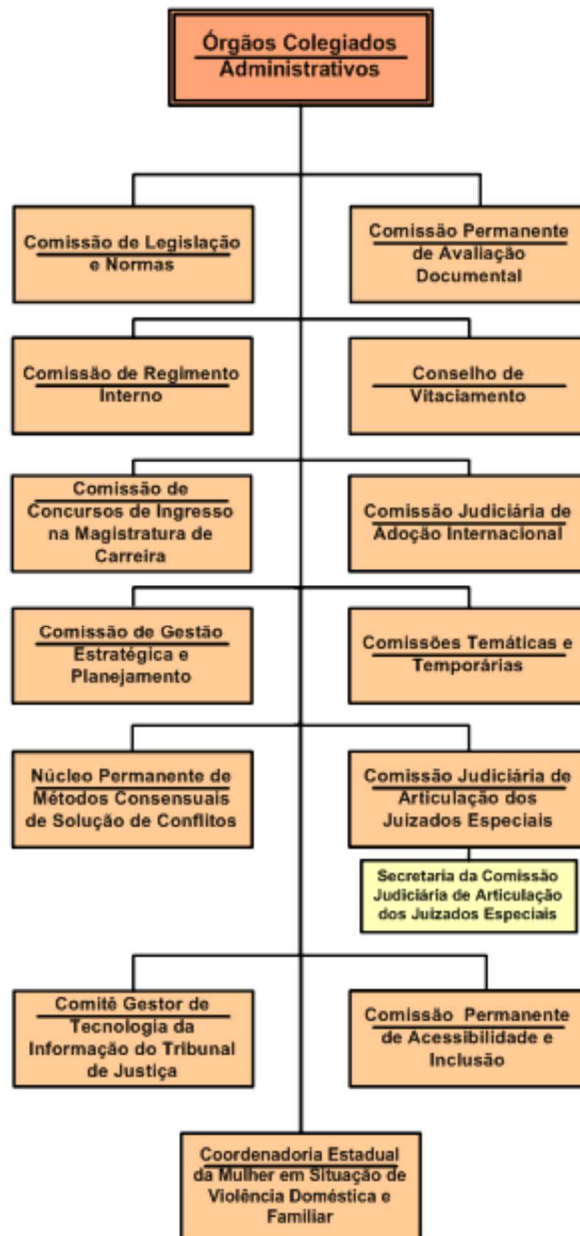 Órgãos Colegiados
Administrativos
Comissão de Legislação
e Normas
Comissão Permanente
de Avaliação
Documental
Comissão de Regimento
Interno
Conselho de
Vitaciamento
Comissão de
Concursos de Ingresso
na Magistratura de
Carreira
Comissão Judiciária de
Adoção Internacional
Comissão de Gestão
Estratégica e
Planejamento
Comissões Temáticas e
Temporárias
Núcleo Permanente de
Métodos Consensuais
de Solução de Conflitos
Comissão Judiciária de
Articulação dos
Juizados Especiais
Secretaria da Comissão
Judiciária de Articulação
dos Juizados Especiais
Comitê Gestor de
Tecnologia da
Informação do Tribunal
de Justiça
Comissão Permanente
de Acessibilidade e
Inclusão
Coordenadoria Estadual
da Mulher em Situação de
Violência Doméstica e
Familiar